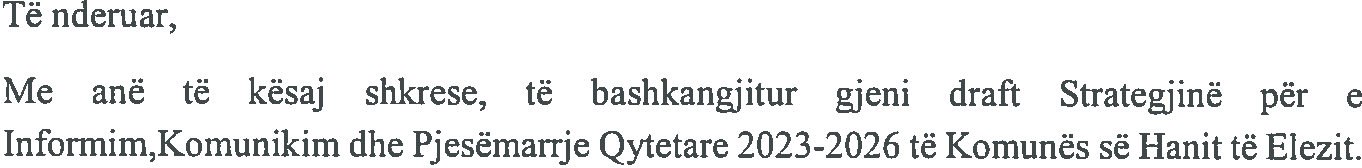 Të nderuar,
Me anë të kësaj shkrese, të bashkangjitur gjeni draft Strategjinë për e
Informim,Komunikim dhe Pjesëmarrje Qytetare 2023-2026 të Komunës së Hanit të Elezit.